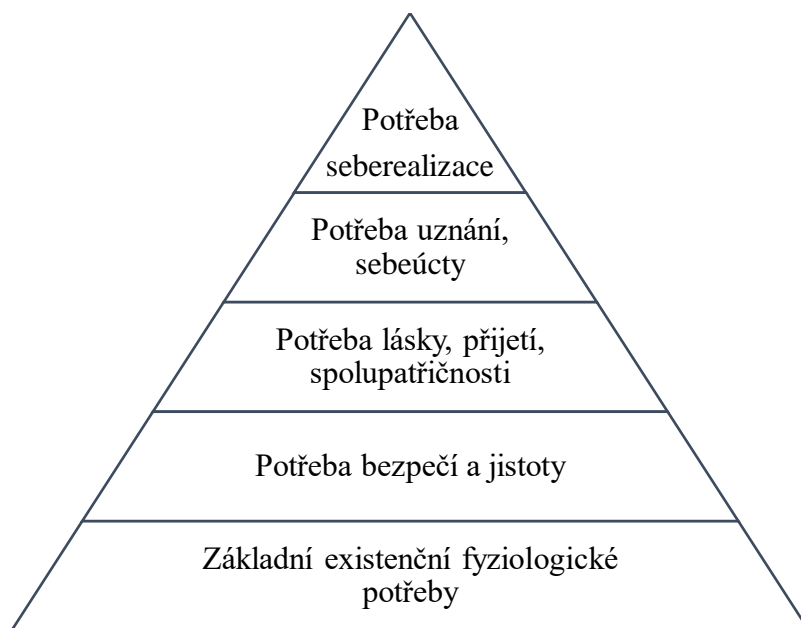 Potřeba
seberealizace
Potřeba uznání,
sebeúcty
Potřeba lásky, přijetí,
spolupatřičnosti
Potřeba bezpečí a jistoty
Základní existenční fyziologické
potřeby